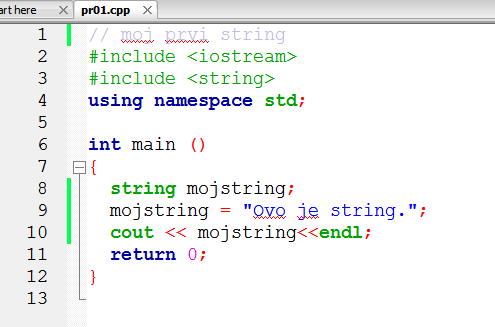 art here × pr01.cpp ×
1 // moj prvi string
2 #include <iostream>
3 #include <string>
4 using namespace std;
5
6 int main ()
7 {
8 string mojstring;
9 mojstring = "Ovo je string.";
10 cout << mojstring<<endl;
11 return 0;
12 }
13